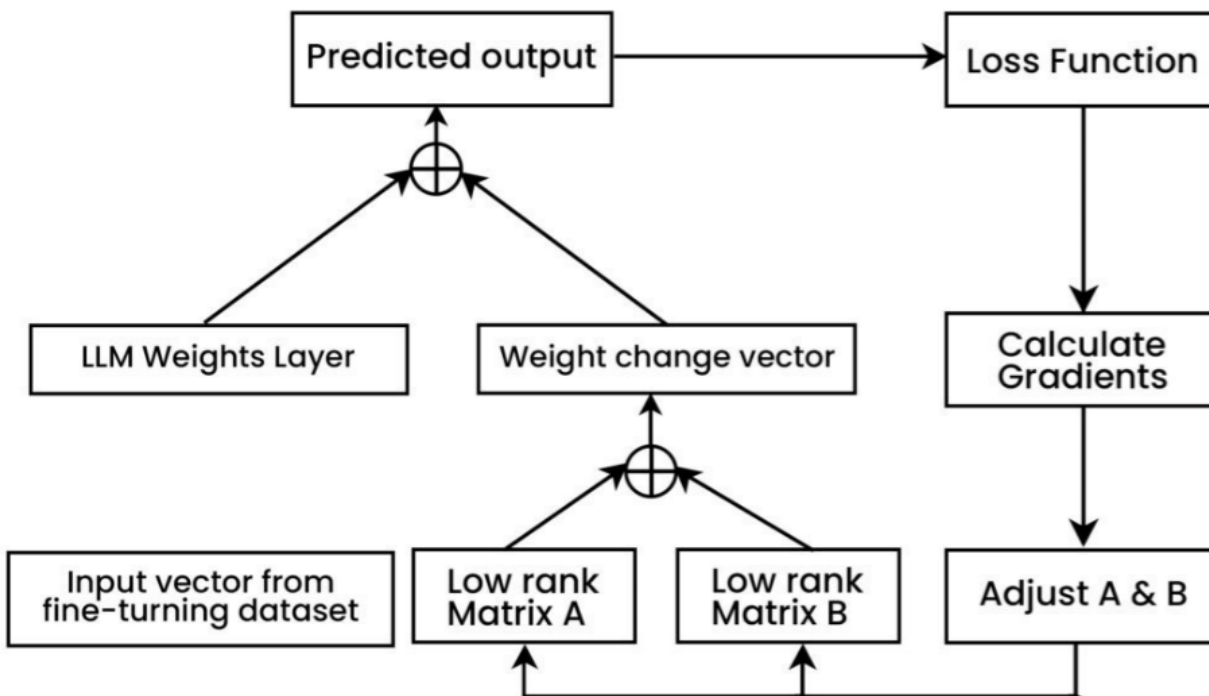 Predicted output
Loss Function
LLM Weights Layer
Weight change vector
Calculate
Gradients
Input vector from
fine-turning dataset
Low rank
Matrix A
Low rank
Matrix B
Adjust A & B